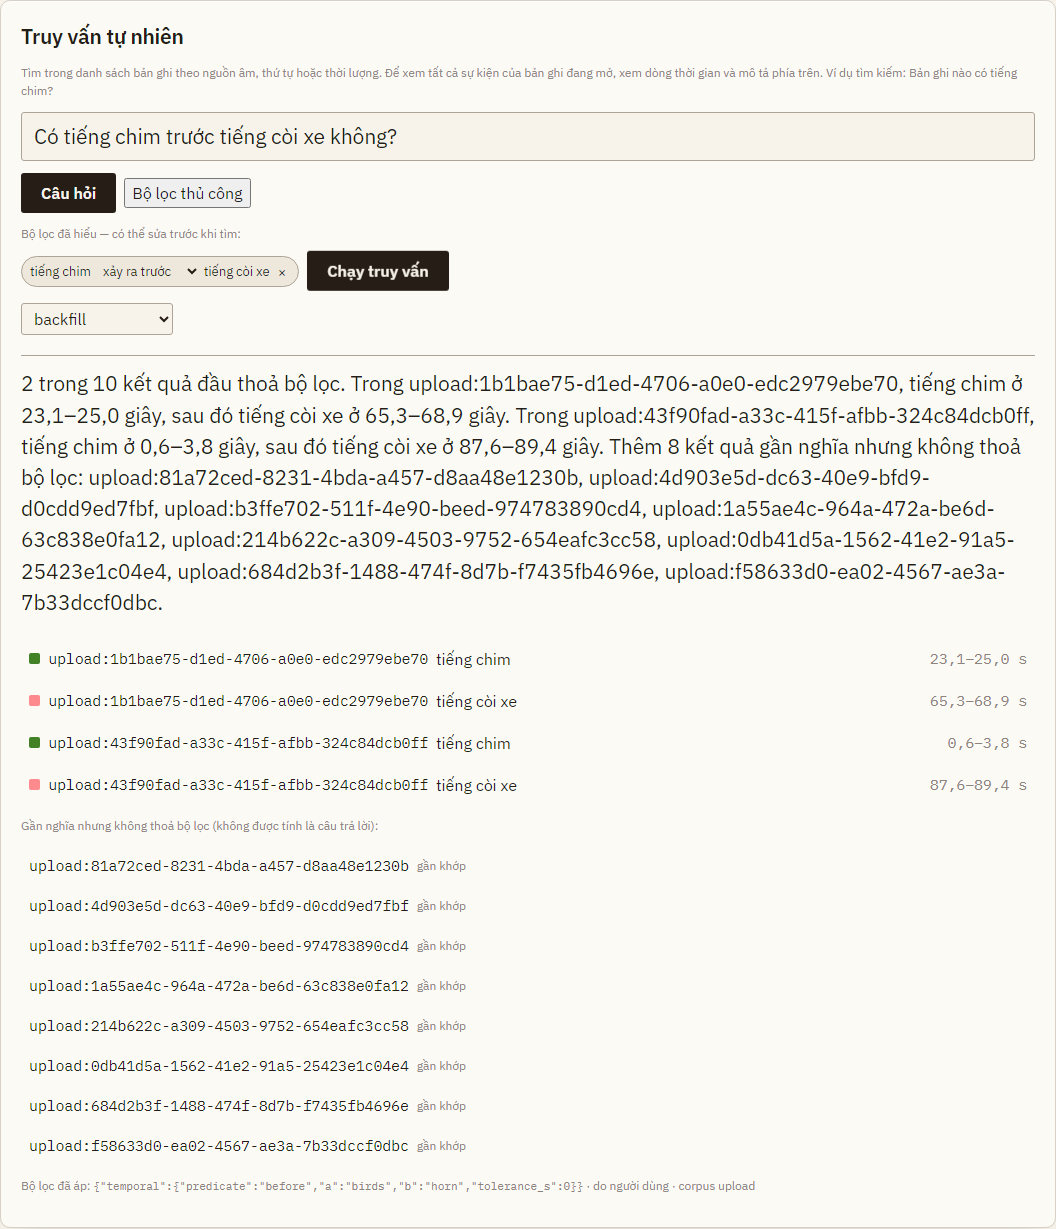 Truy vấn tự nhiên
Tìm trong danh sách bản ghi theo nguồn âm, thứ tự hoặc thời lượng. Để xem tất cả sự kiện của bản ghi đang mở, xem dòng thời gian và mô tả phía trên. Ví dụ tìm kiếm: Bản ghi nào có tiếng
chim?
Có tiếng chim trước tiếng còi xe không?
Câu hỏi Bộ lọc thủ công
Bộ lọc đã hiểu — có thể sửa trước khi tìm:
tiếng chim xảy ra trước tiếng còi xe × Chạy truy vấn
backfill
2 trong 10 kết quả đầu thoả bộ lọc. Trong upload:1b1bae75-d1ed-4706-a0e0-edc2979ebe70, tiếng chim ở
23,1–25,0 giây, sau đó tiếng còi xe ở 65,3–68,9 giây. Trong upload:43f90fad-a33c-415f-afbb-324c84dcb0ff,
tiếng chim ở 0,6–3,8 giây, sau đó tiếng còi xe ở 87,6–89,4 giây. Thêm 8 kết quả gần nghĩa nhưng không thoả
bộ lọc: upload:81a72ced-8231-4bda-a457-d8aa48e1230b, upload:4d903e5d-dc63-40e9-bfd9-
d0cdd9ed7fbf, upload:b3ffe702-511f-4e90-beed-974783890cd4, upload:1a55ae4c-964a-472a-be6d-
63c838e0fa12, upload:214b622c-a309-4503-9752-654eafc3cc58, upload:0db41d5a-1562-41e2-91a5-
25423e1c04e4, upload:684d2b3f-1488-474f-8d7b-f7435fb4696e, upload:f58633d0-ea02-4567-ae3a-
7b33dccf0dbc.
upload:1b1bae75-d1ed-4706-a0e0-edc2979ebe70 tiếng chim 23,1–25,0 s
upload:1b1bae75-d1ed-4706-a0e0-edc2979ebe70 tiếng còi xe 65,3–68,9 s
upload:43f90fad-a33c-415f-afbb-324c84dcb0ff tiếng chim 0,6–3,8 s
upload:43f90fad-a33c-415f-afbb-324c84dcb0ff tiếng còi xe 87,6–89,4 s
Gần nghĩa nhưng không thoả bộ lọc (không được tính là câu trả lời):
upload:81a72ced-8231-4bda-a457-d8aa48e1230b gần khớp
upload:4d903e5d-dc63-40e9-bfd9-d0cdd9ed7fbf gần khớp
upload:b3ffe702-511f-4e90-beed-974783890cd4 gần khớp
upload:1a55ae4c-964a-472a-be6d-63c838e0fa12 gần khớp
upload:214b622c-a309-4503-9752-654eafc3cc58 gần khớp
upload:0db41d5a-1562-41e2-91a5-25423e1c04e4 gần khớp
upload:684d2b3f-1488-474f-8d7b-f7435fb4696e gần khớp
upload:f58633d0-ea02-4567-ae3a-7b33dccf0dbc gần khớp
Bộ lọc đã áp: {"temporal":{"predicate":"before","a":"birds","b":"horn","tolerance_s":0}} · do người dùng · corpus upload